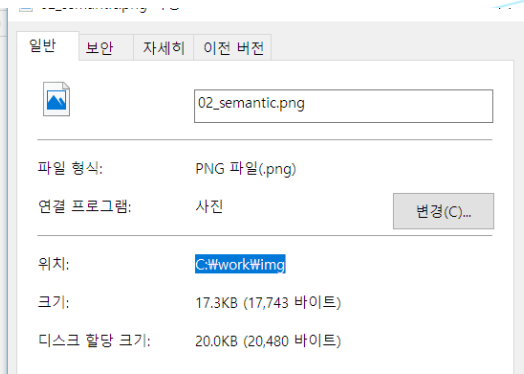 일반 보안 자세히 이전 버전
02_semantic.png
파일 형식: PNG 파일(.png)
연결 프로그램: 사진 변경(C)...
위치: C:₩work₩img
크기: 17.3KB (17,743 바이트)
디스크 할당 크기: 20.0KB (20,480 바이트)